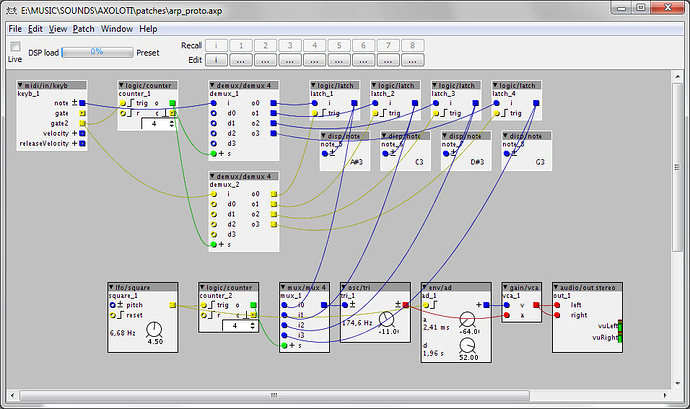 E:\MUSIC\SOUNDS\AXOLOTI\patches\arp_proto.axp
File Edit View Patch Window Help
Live
DSP load 0% Preset
Recall i 1 2 3 4 5 6 7 8
Edit i ... ... ... ... ... ... ... ...
midi/in/keyb
keyb_1
note
gate
gate2
velocity
releaseVelocity
logic/counter
counter_1
trig o
r c
4
demux/demux 4
demux_1
i o0
d0 o1
d1 o2
d2 o3
d3
s
logic/latch
latch_1
i
trig
logic/latch
latch_2
i
trig
logic/latch
latch_3
i
trig
logic/latch
latch_4
i
trig
disp/note
note_5
A#3
disp/note
note_6
C3
disp/note
note_7
D#3
disp/note
note_8
G3
demux/demux 4
demux_2
i o0
d0 o1
d1 o2
d2 o3
d3
s
lfo/square
square_1
pitch
reset
6,68 Hz
4.50
logic/counter
counter_2
trig o
r c
4
mux/mux 4
mux_1
i0 o
i1
i2
i3
s
osc/tri
tri_1
174,6 Hz
-11.00
env/ad
ad_1
a
2,41 ms
-64.00
d
1,96 s
52.00
gain/vca
vca_1
v
a
audio/out stereo
out_1
left
right
vuLeft
vuRight